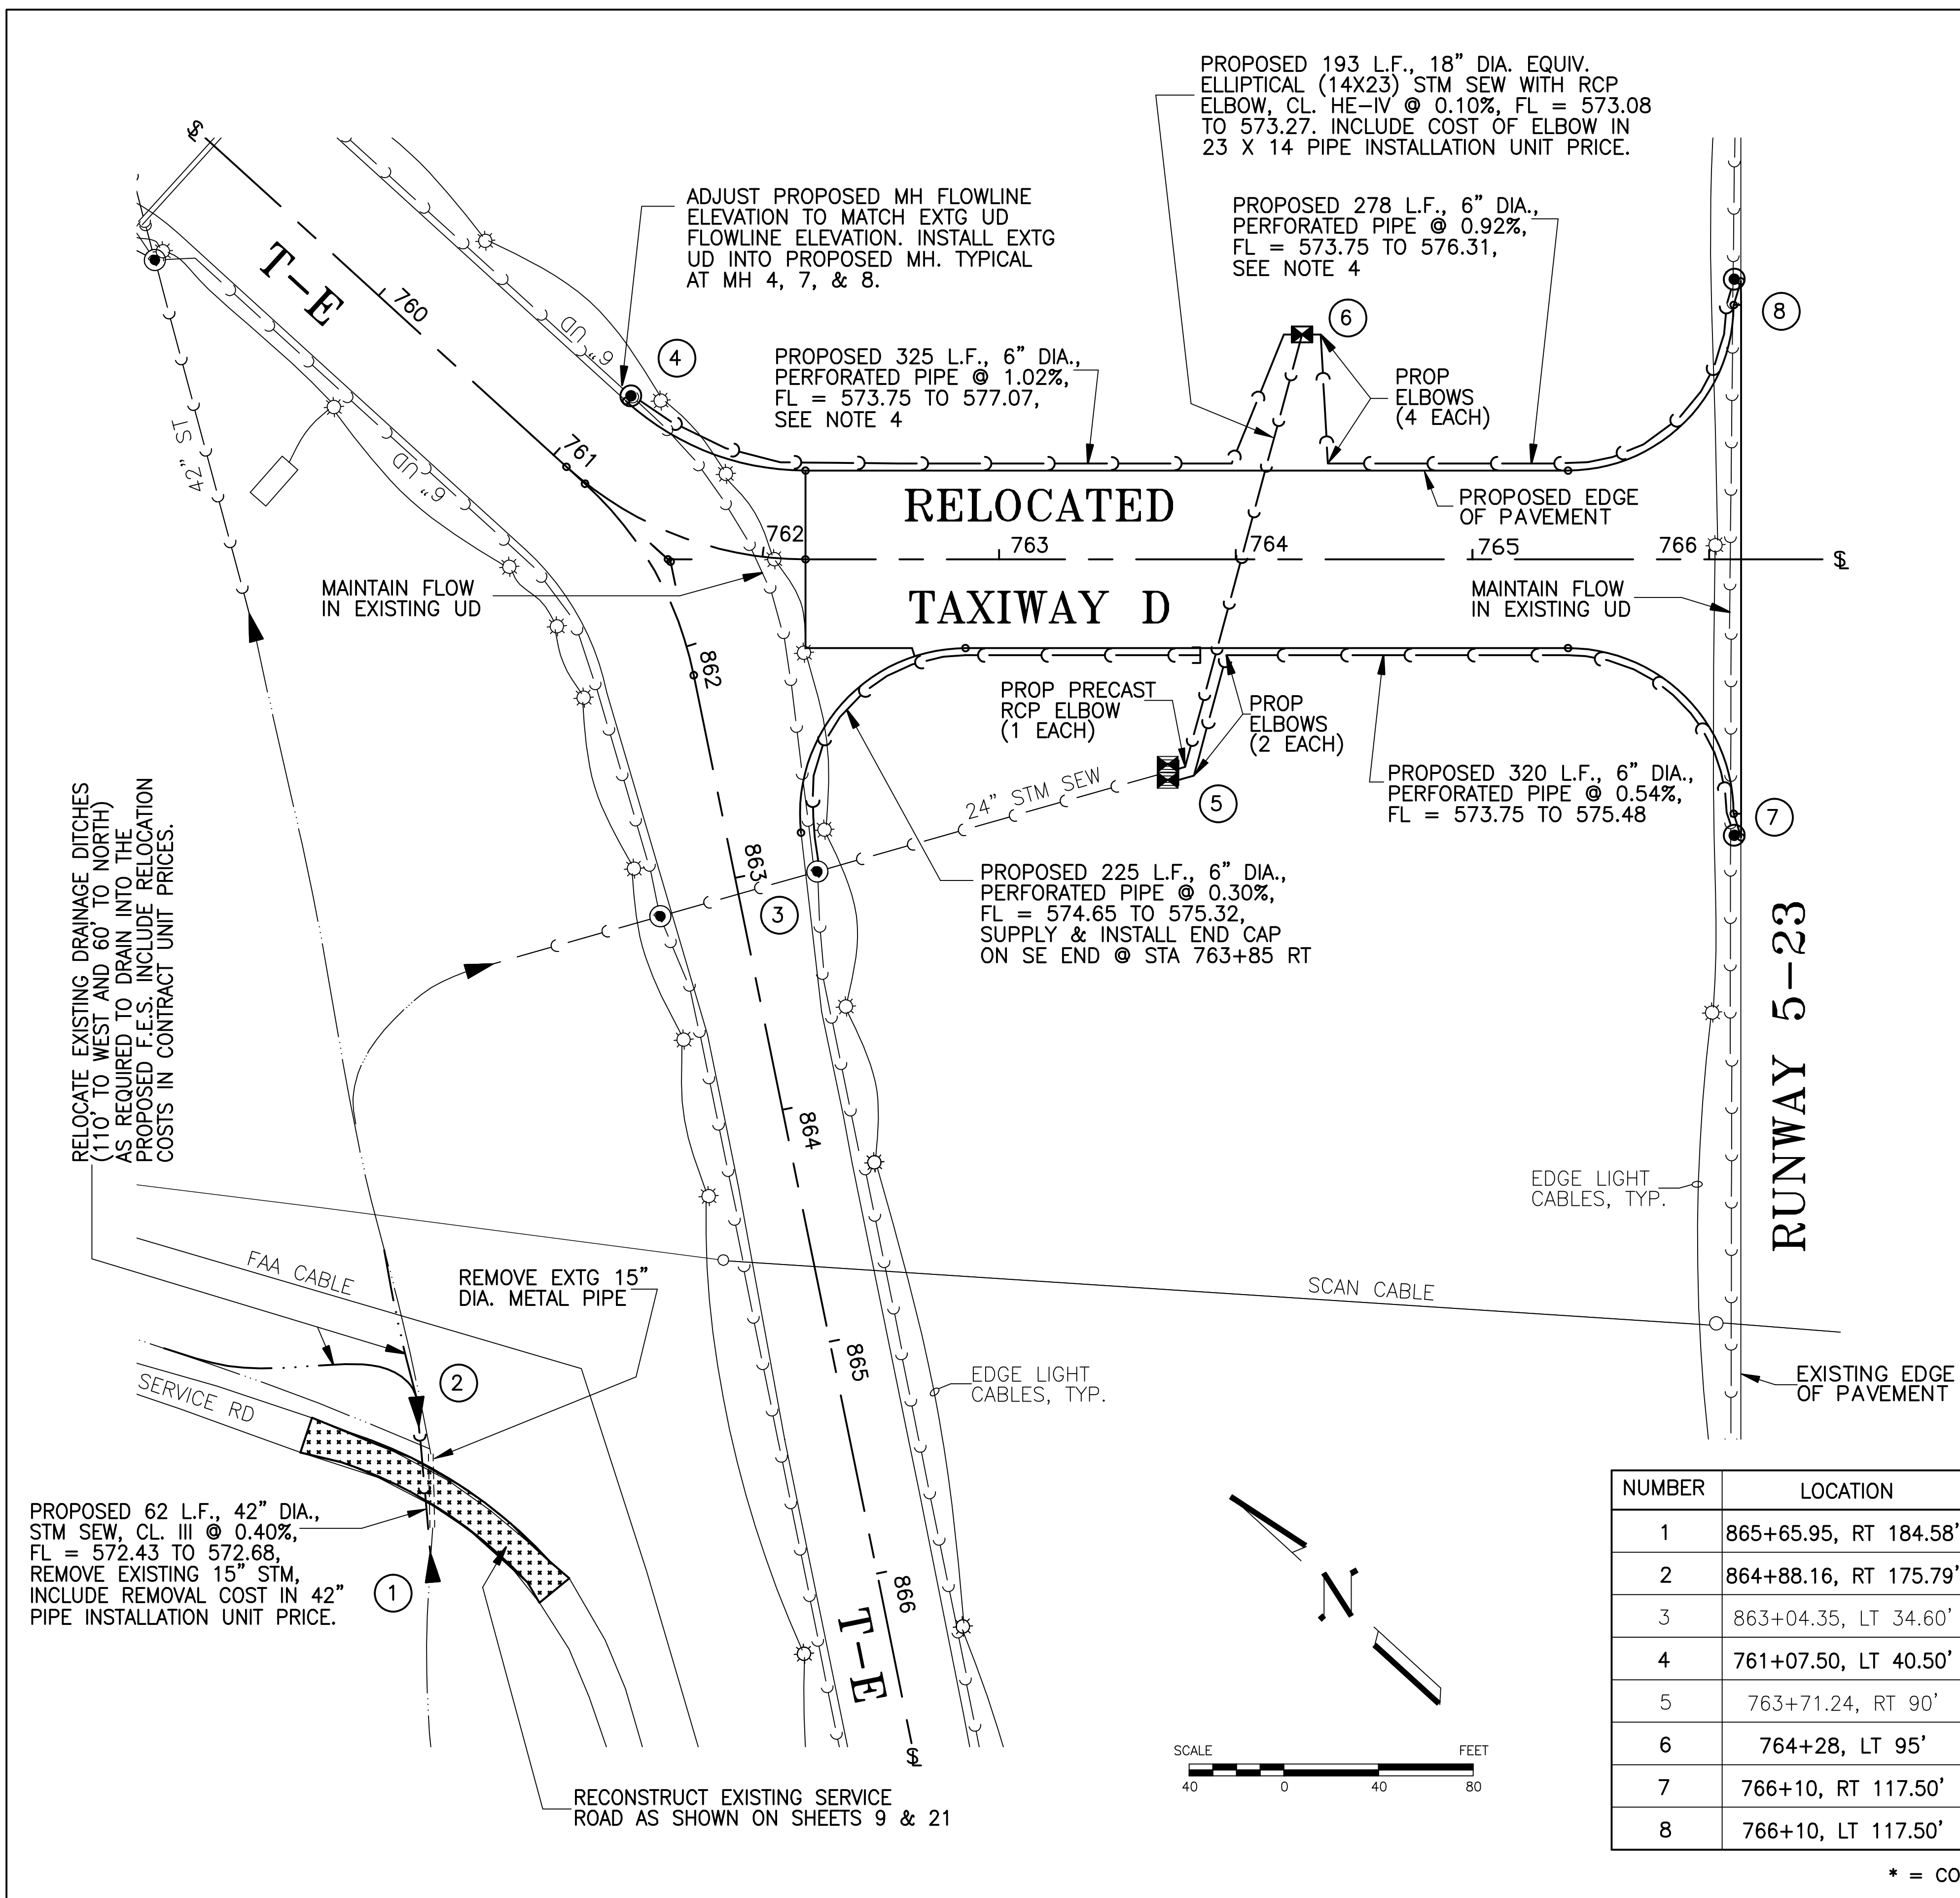 PROPOSED 193 L.F., 18" DIA. EQUIV.
ELLIPTICAL (14X23) STM SEW WITH RCP
ELBOW, CL. HE-IV @ 0.10%, FL = 573.08
TO 573.27. INCLUDE COST OF ELBOW IN
23 X 14 PIPE INSTALLATION UNIT PRICE.
ADJUST PROPOSED MH FLOWLINE
ELEVATION TO MATCH EXTG UD
FLOWLINE ELEVATION. INSTALL EXTG
UD INTO PROPOSED MH. TYPICAL
AT MH 4, 7, & 8.
PROPOSED 278 L.F., 6" DIA.,
PERFORATED PIPE @ 0.92%,
FL = 573.75 TO 576.31,
SEE NOTE 4
T-E
760
6" UD
4
6
8
PROPOSED 325 L.F., 6" DIA.,
PERFORATED PIPE @ 1.02%,
FL = 573.75 TO 577.07,
SEE NOTE 4
PROP
ELBOWS
(4 EACH)
42" ST
6" UD
761
RELOCATED
PROPOSED EDGE
OF PAVEMENT
762
763
764
765
766
MAINTAIN FLOW
IN EXISTING UD
TAXIWAY D
MAINTAIN FLOW
IN EXISTING UD
862
PROP PRECAST
RCP ELBOW
(1 EACH)
PROP
ELBOWS
(2 EACH)
24" STM SEW
5
PROPOSED 320 L.F., 6" DIA.,
PERFORATED PIPE @ 0.54%,
FL = 573.75 TO 575.48
7
RELOCATE EXISTING DRAINAGE DITCHES
(110' TO WEST AND 60' TO NORTH)
AS REQUIRED TO DRAIN INTO THE
PROPOSED F.E.S. INCLUDE RELOCATION
COSTS IN CONTRACT UNIT PRICES.
863
3
PROPOSED 225 L.F., 6" DIA.,
PERFORATED PIPE @ 0.30%,
FL = 574.65 TO 575.32,
SUPPLY & INSTALL END CAP
ON SE END @ STA 763+85 RT
RUNWAY 5-23
864
EDGE LIGHT
CABLES, TYP.
FAA CABLE
REMOVE EXTG 15"
DIA. METAL PIPE
SCAN CABLE
865
EDGE LIGHT
CABLES, TYP.
EXISTING EDGE
OF PAVEMENT
2
SERVICE RD
PROPOSED 62 L.F., 42" DIA.,
STM SEW, CL. III @ 0.40%,
FL = 572.43 TO 572.68,
REMOVE EXISTING 15" STM,
INCLUDE REMOVAL COST IN 42"
PIPE INSTALLATION UNIT PRICE.
1
866
T-E
N
RECONSTRUCT EXISTING SERVICE
ROAD AS SHOWN ON SHEETS 9 & 21
SCALE FEET
40 0 40 80
NUMBER LOCATION
1 865+65.95, RT 184.58'
2 864+88.16, RT 175.79'
3 863+04.35, LT 34.60'
4 761+07.50, LT 40.50'
5 763+71.24, RT 90'
6 764+28, LT 95'
7 766+10, RT 117.50'
8 766+10, LT 117.50'
* = CO